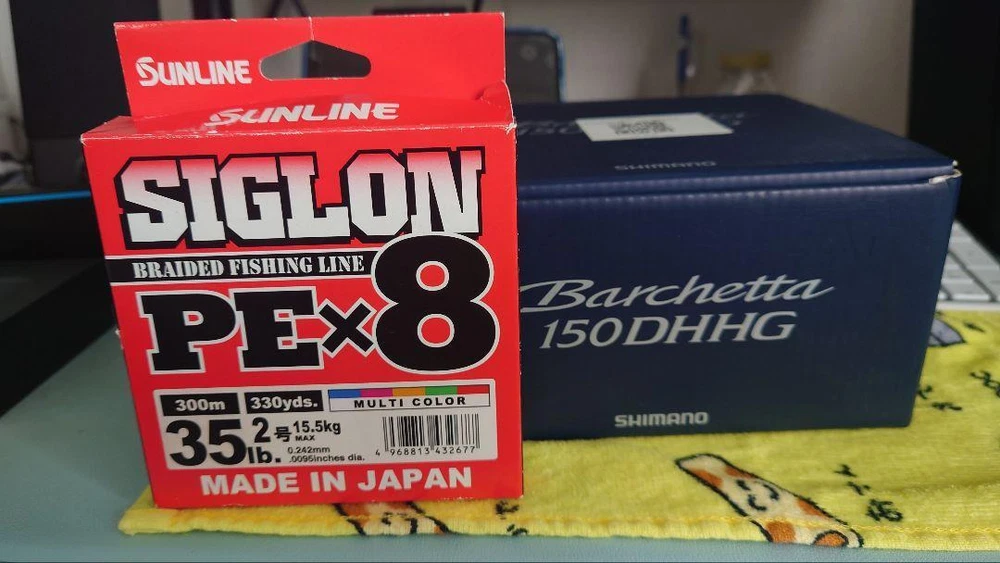 SUNLINE
SUNLINE
SIGLON
BRAIDED FISHING LINE
PE×8
300m 330yds. MULTI COLOR
35lb. 2号 15.5kg MAX
0.242mm
.0095inches dia.
4 968813 432677
MADE IN JAPAN
SHIMANO
Barchetta
150DHHG
SHIMANO